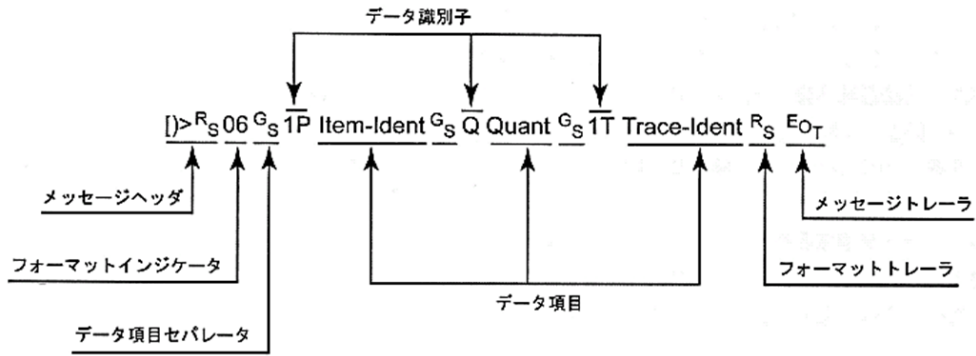 データ識別子
[)>RS 06 GS 1P Item-Ident GS Q Quant GS 1T Trace-Ident RS EOT
メッセージヘッダ
メッセージトレーラ
フォーマットインジケータ
フォーマットトレーラ
データ項目
データ項目セパレータ